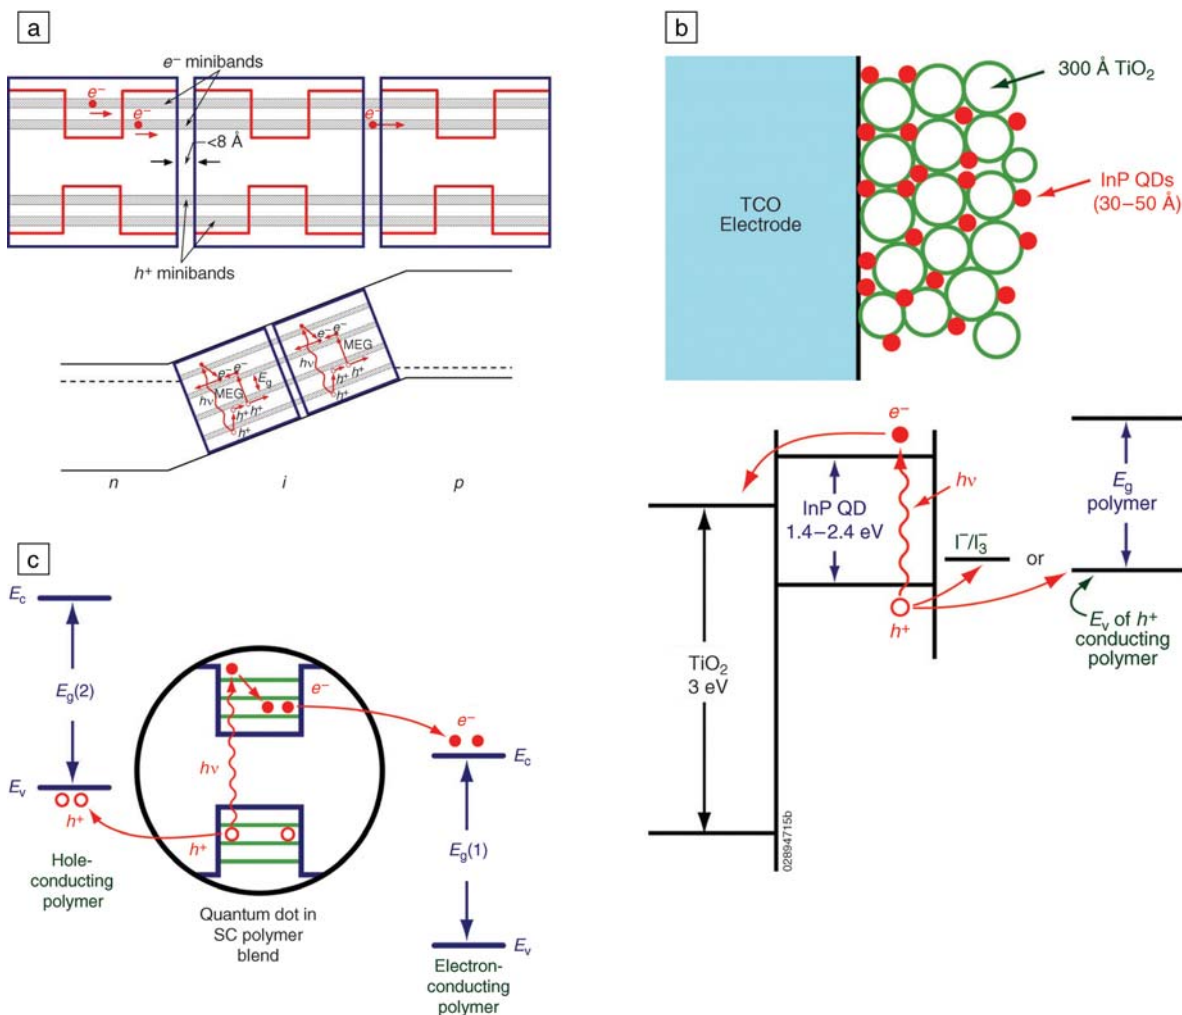 a
e⁻ minibands
e⁻
e⁻
e⁻
<8 Å
h⁺ minibands
e⁻
e⁻
MEG
hν
h⁺
h⁺
h⁺
e⁻
e⁻
MEG
Eg
hν
h⁺
h⁺
h⁺
n
i
p
b
300 Å TiO₂
TCO
Electrode
InP QDs
(30–50 Å)
e⁻
hν
InP QD
1.4–2.4 eV
Eg
polymer
I⁻/I₃⁻
or
h⁺
Ev of h⁺
conducting
polymer
TiO₂
3 eV
02894715b
c
Ec
Eg(2)
Ev
h⁺
Hole-
conducting
polymer
e⁻
hν
h⁺
Quantum dot in
SC polymer
blend
e⁻
Ec
Eg(1)
Ev
Electron-
conducting
polymer